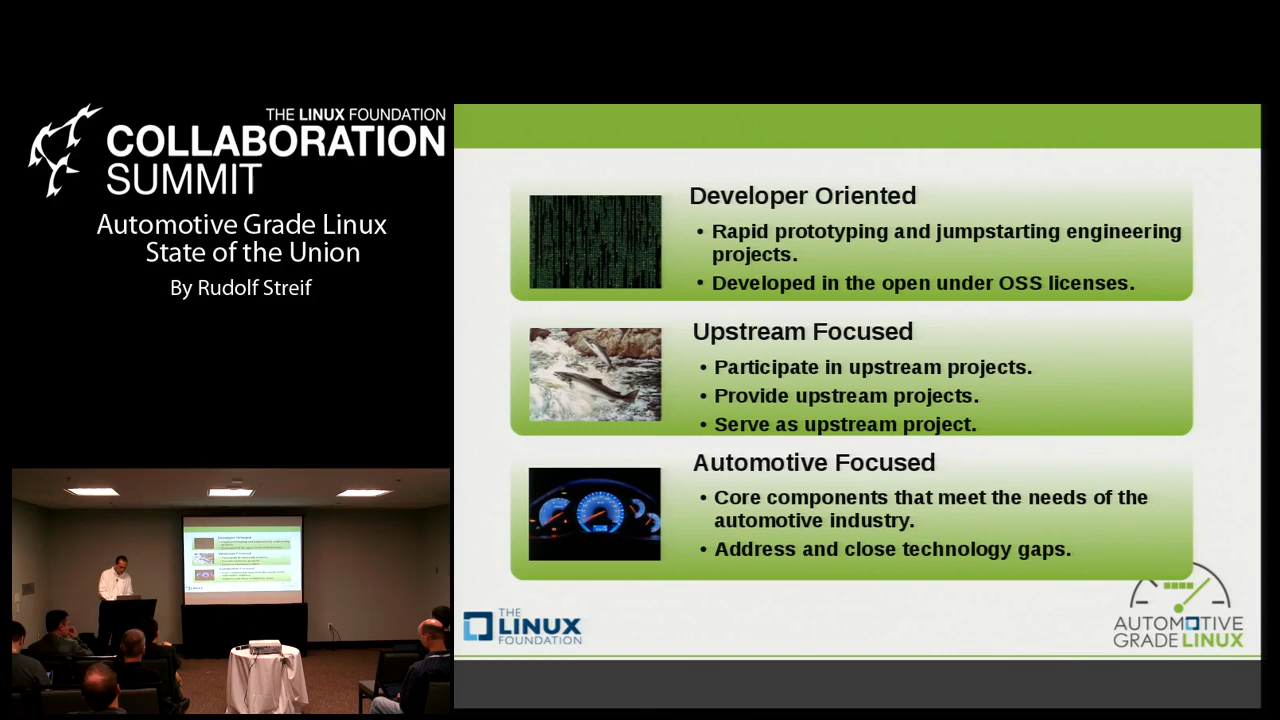 THE LINUX FOUNDATION
COLLABORATION
SUMMIT
Automotive Grade Linux
State of the Union
By Rudolf Streif
Developer Oriented
• Rapid prototyping and jumpstarting engineering
projects.
• Developed in the open under OSS licenses.
Upstream Focused
• Participate in upstream projects.
• Provide upstream projects.
• Serve as upstream project.
Automotive Focused
• Core components that meet the needs of the
automotive industry.
• Address and close technology gaps.
THE
LINUX
FOUNDATION
AUTOMOTIVE
GRADE LINUX